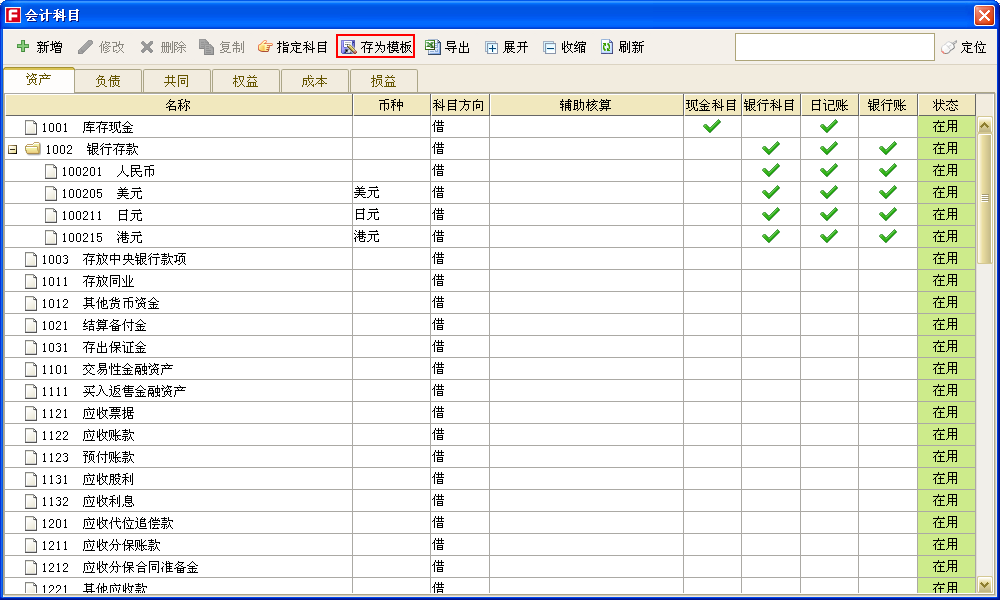 F 会计科目
新增 修改 删除 复制 指定科目 存为模板 导出 展开 收缩 刷新 定位
资产 负债 共同 权益 成本 损益
名称 币种 科目方向 辅助核算 现金科目 银行科目 日记账 银行账 状态
1001 库存现金 借 在用
1002 银行存款 借 在用
100201 人民币 借 在用
100205 美元 美元 借 在用
100211 日元 日元 借 在用
100215 港元 港元 借 在用
1003 存放中央银行款项 借 在用
1011 存放同业 借 在用
1012 其他货币资金 借 在用
1021 结算备付金 借 在用
1031 存出保证金 借 在用
1101 交易性金融资产 借 在用
1111 买入返售金融资产 借 在用
1121 应收票据 借 在用
1122 应收账款 借 在用
1123 预付账款 借 在用
1131 应收股利 借 在用
1132 应收利息 借 在用
1201 应收代位追偿款 借 在用
1211 应收分保账款 借 在用
1212 应收分保合同准备金 借 在用
1221 其他应收款 借 在用